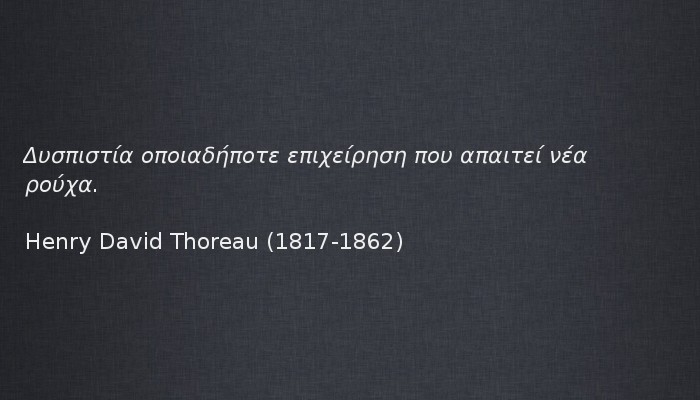 Δυσπιστία οποιαδήποτε επιχείρηση που απαιτεί νέα
ρούχα.
Henry David Thoreau (1817-1862)